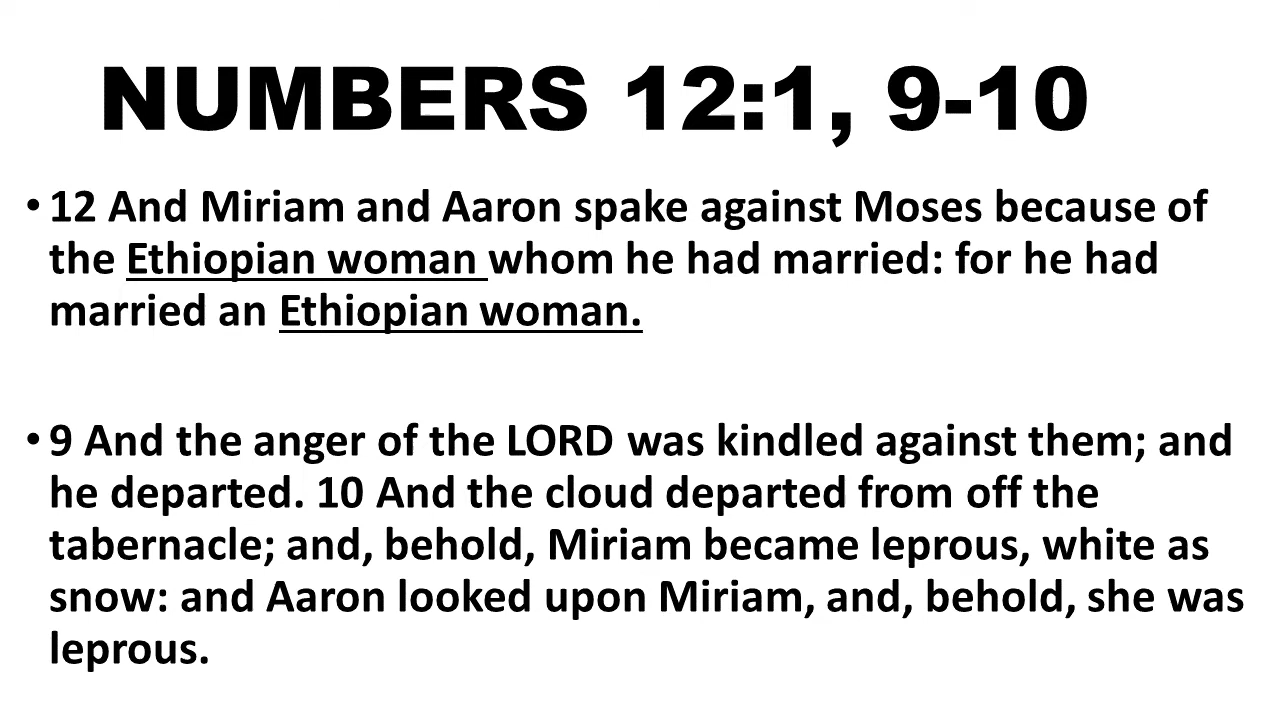 NUMBERS 12:1, 9-10
• 12 And Miriam and Aaron spake against Moses because of
the Ethiopian woman whom he had married: for he had
married an Ethiopian woman.
• 9 And the anger of the LORD was kindled against them; and
he departed. 10 And the cloud departed from off the
tabernacle; and, behold, Miriam became leprous, white as
snow: and Aaron looked upon Miriam, and, behold, she was
leprous.